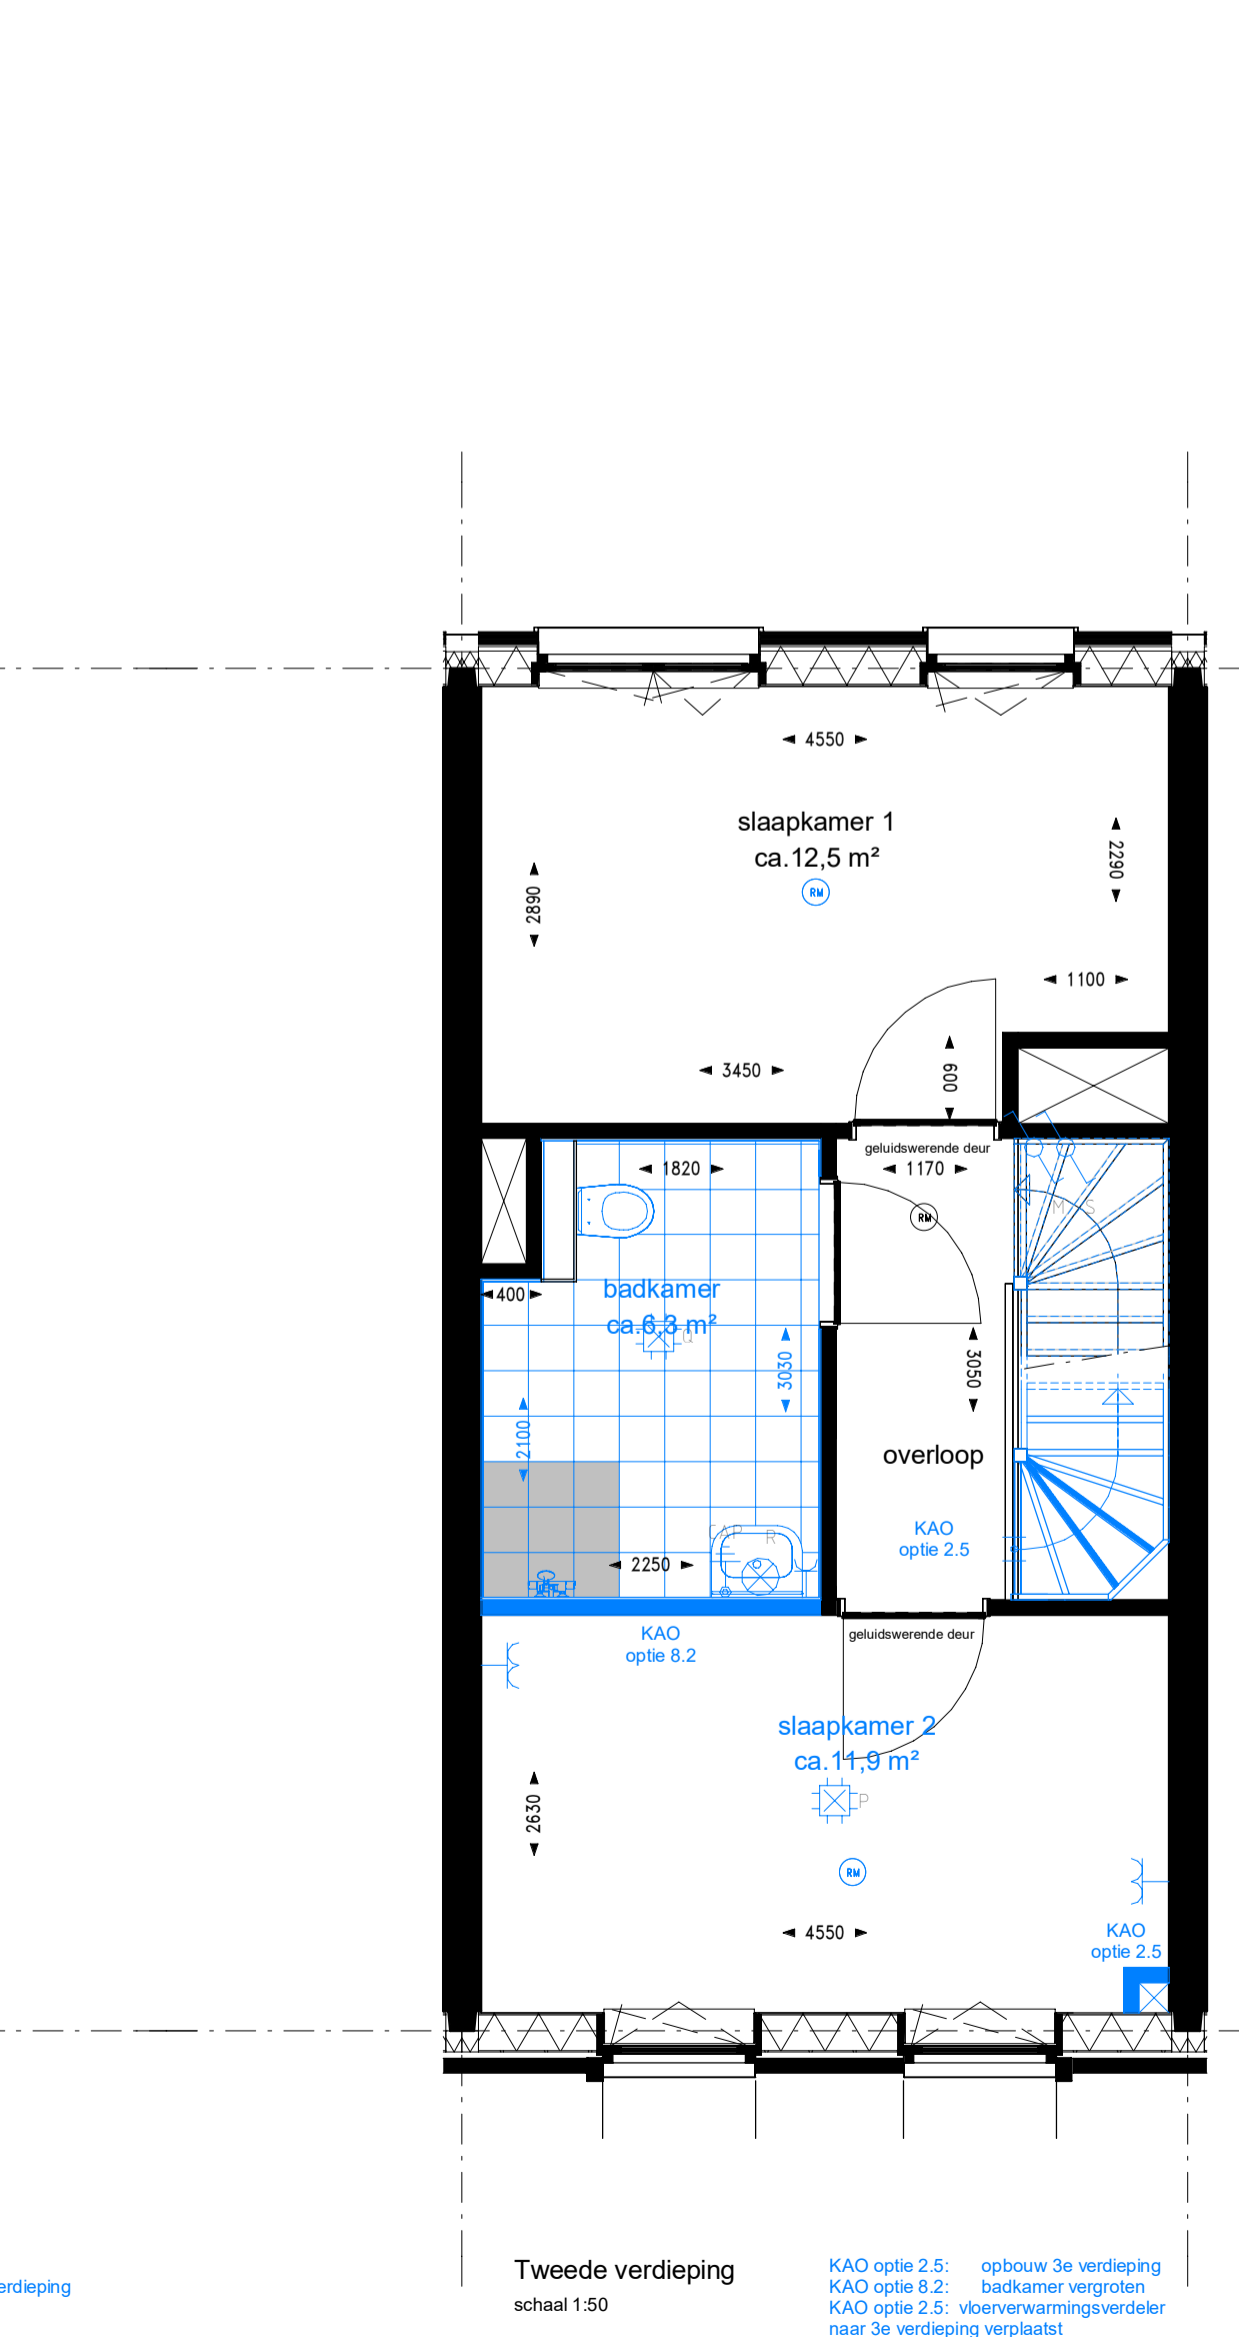 4550
slaapkamer 1
ca.12,5 m²
RM
2290
2890
1100
3450
600
geluidswerende deur
1820
1170
RM
M S
400
badkamer
ca.6,3 m²
Q
3030
3050
2100
overloop
KAO
optie 2.5
CAP
R
2250
geluidswerende deur
KAO
optie 8.2
slaapkamer 2
ca.11,9 m²
P
2630
RM
4550
KAO
optie 2.5
Tweede verdieping
schaal 1:50
KAO optie 2.5: opbouw 3e verdieping
KAO optie 8.2: badkamer vergroten
KAO optie 2.5: vloerverwarmingsverdeler
naar 3e verdieping verplaatst
erdieping